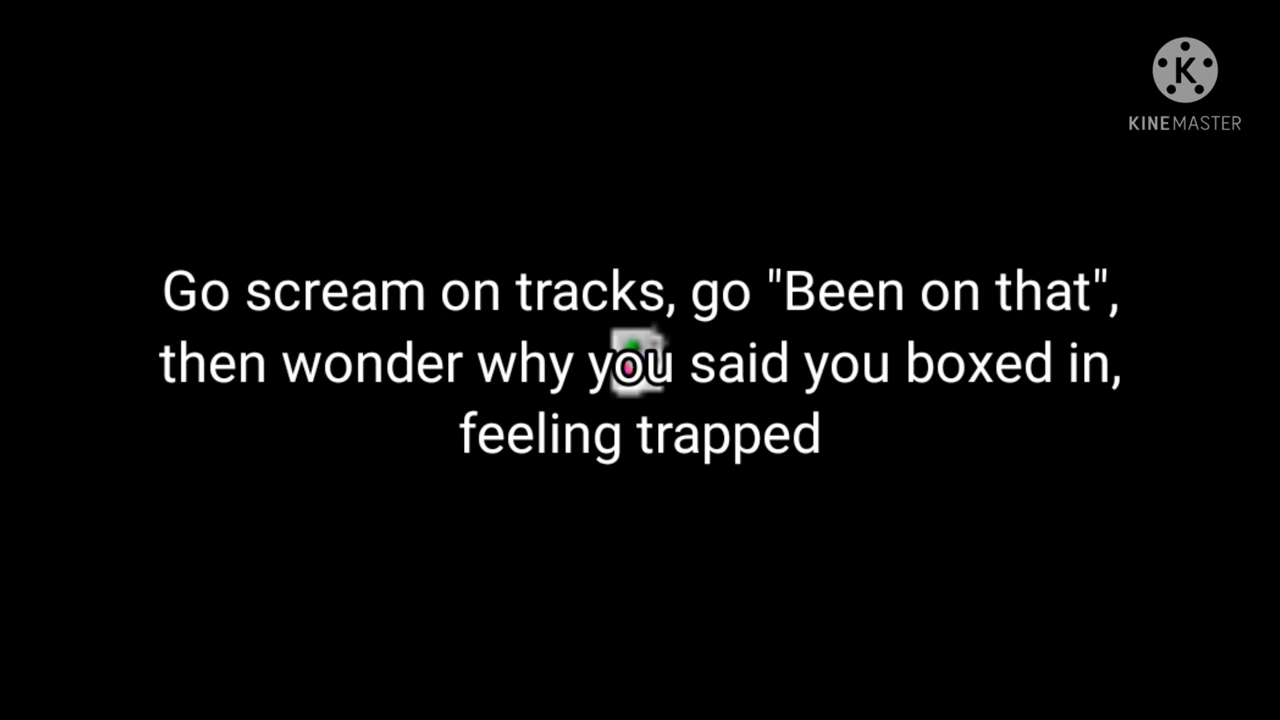 K
KINEMASTER
Go scream on tracks, go "Been on that",
then wonder why you said you boxed in,
feeling trapped